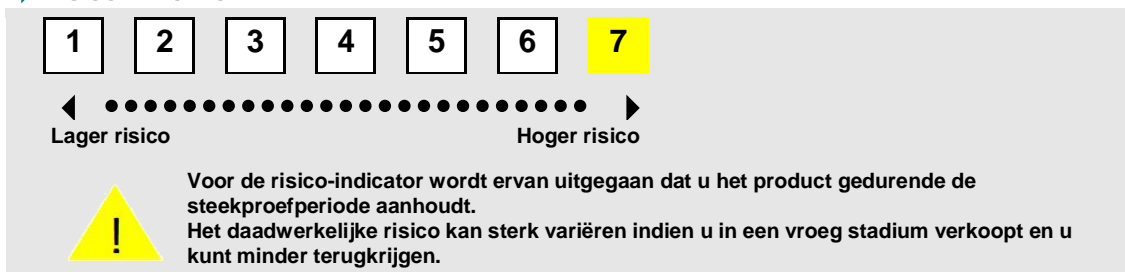 1 2 3 4 5 6 7
Lager risico Hoger risico
Voor de risico-indicator wordt ervan uitgegaan dat u het product gedurende de
steekproefperiode aanhoudt.
! Het daadwerkelijke risico kan sterk variëren indien u in een vroeg stadium verkoopt en u
kunt minder terugkrijgen.